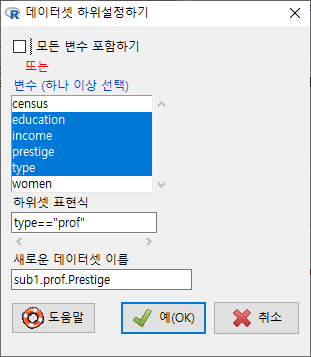 데이터셋 하위설정하기
모든 변수 포함하기
또는
변수 (하나 이상 선택)
census
education
income
prestige
type
women
하위셋 표현식
type=="prof"
새로운 데이터셋 이름
sub1.prof.Prestige
도움말
예(OK)
취소